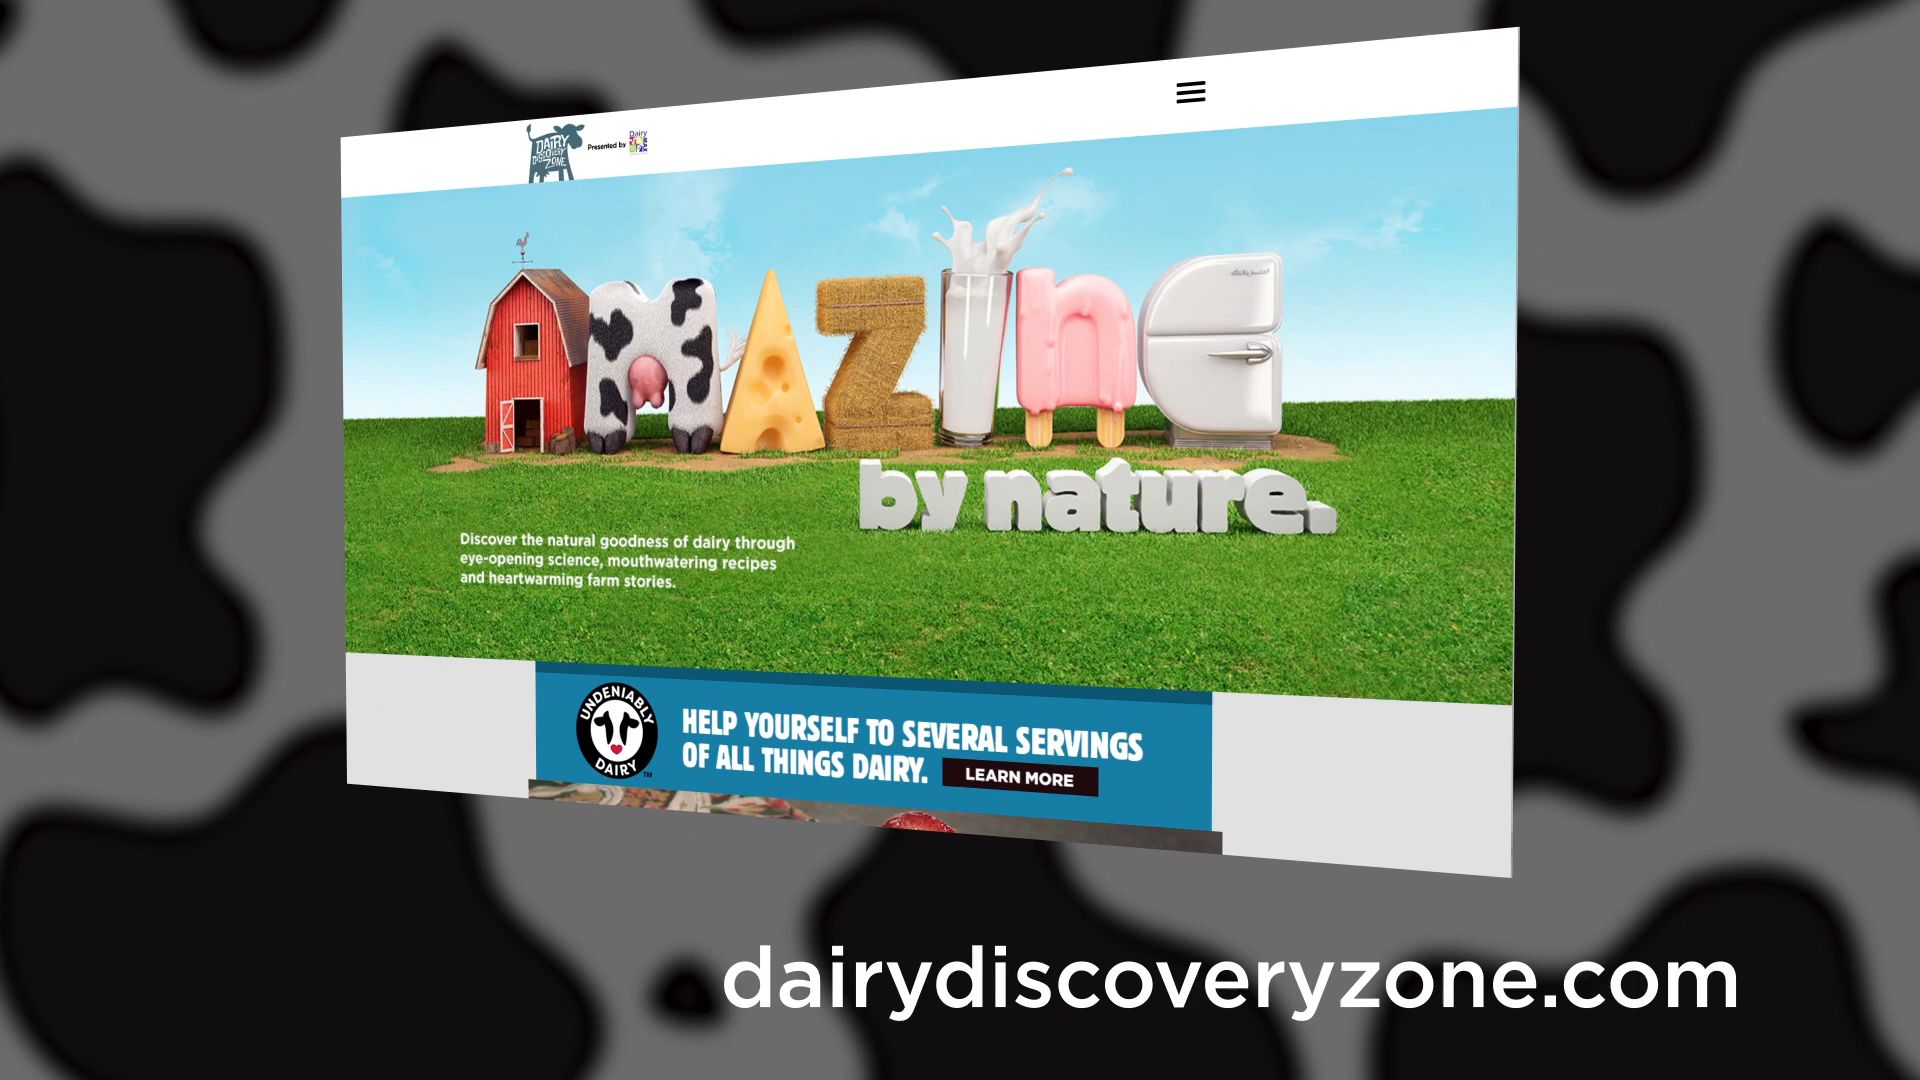 DAIRY
DISCOVERY
ZONE
Presented by
Dairy
MAX
AMAZING
by nature.
Discover the natural goodness of dairy through
eye-opening science, mouthwatering recipes
and heartwarming farm stories.
UNDENIABLY
DAIRY™
HELP YOURSELF TO SEVERAL SERVINGS
OF ALL THINGS DAIRY.
LEARN MORE
dairydiscoveryzone.com